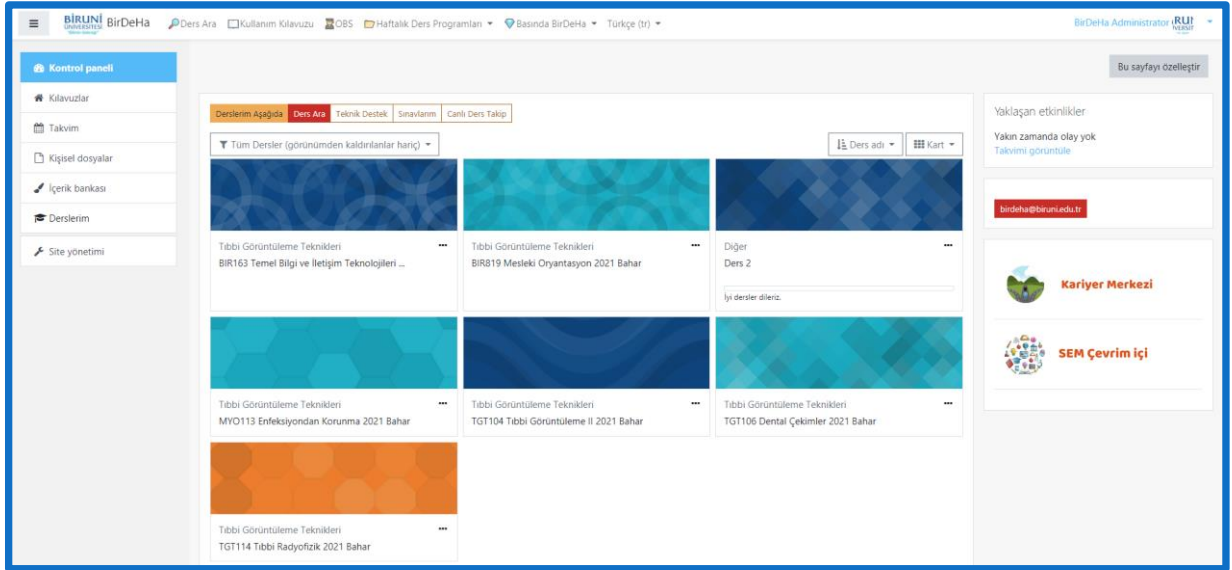 BİRUNİ
ÜNİVERSİTESİ
BirDeHa
Ders Ara Kullanım Kılavuzu OBS Haftalık Ders Programları Basında BirDeHa Türkçe (tr)
BirDeHa Administrator
Kontrol paneli
Kılavuzlar
Takvim
Kişisel dosyalar
İçerik bankası
Derslerim
Site yönetimi
Bu sayfayı özelleştir
Derslerim Aşağıda Ders Ara Teknik Destek Sınavlarım Canlı Ders Takip
Tüm Dersler (görünümden kaldırılanlar hariç)
Ders adı
Kart
Tıbbi Görüntüleme Teknikleri
BIR163 Temel Bilgi ve İletişim Teknolojileri ...
Tıbbi Görüntüleme Teknikleri
BIR819 Mesleki Oryantasyon 2021 Bahar
Diğer
Ders 2
İyi dersler dileriz.
Tıbbi Görüntüleme Teknikleri
MYO113 Enfeksiyondan Korunma 2021 Bahar
Tıbbi Görüntüleme Teknikleri
TGT104 Tıbbi Görüntüleme II 2021 Bahar
Tıbbi Görüntüleme Teknikleri
TGT106 Dental Çekimler 2021 Bahar
Tıbbi Görüntüleme Teknikleri
TGT114 Tıbbi Radyofizik 2021 Bahar
Yaklaşan etkinlikler
Yakın zamanda olay yok
Takvimi görüntüle
birdeha@biruni.edu.tr
Kariyer Merkezi
SEM Çevrim içi